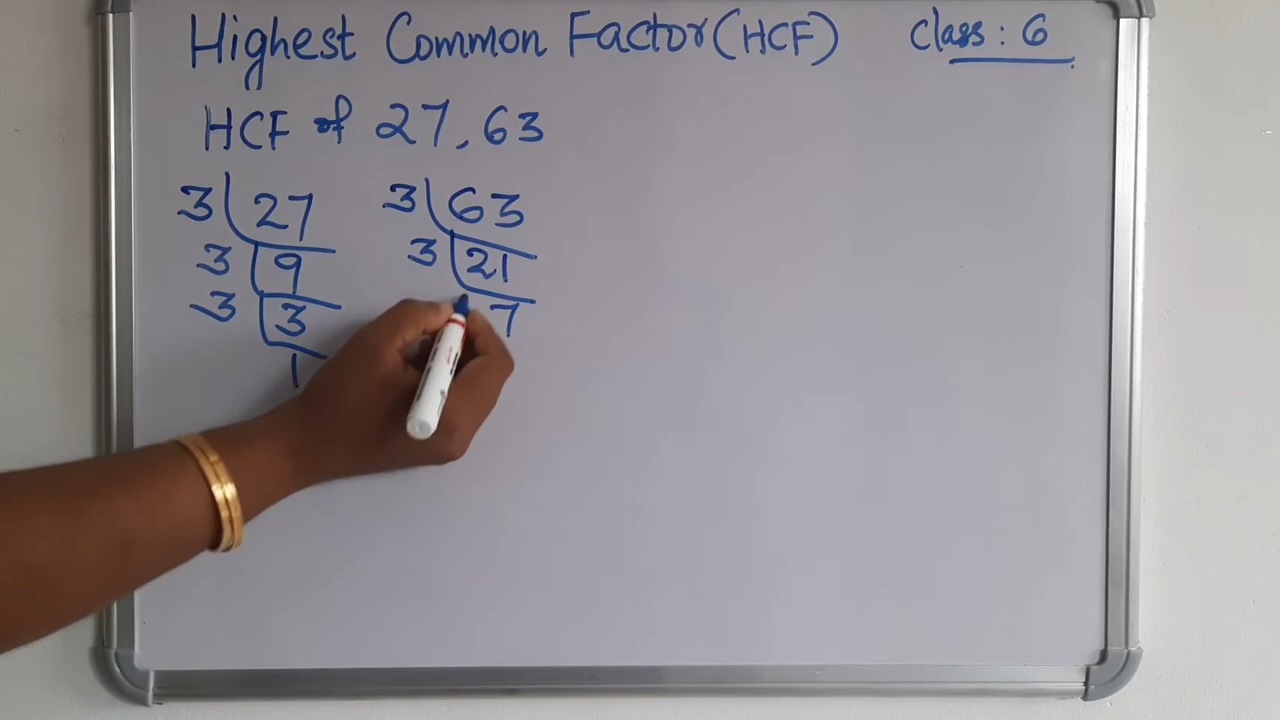 Highest Common Factor (HCF) Class : 6
HCF of 27, 63
3 27 3 63
3 9 3 21
3 3 7
1